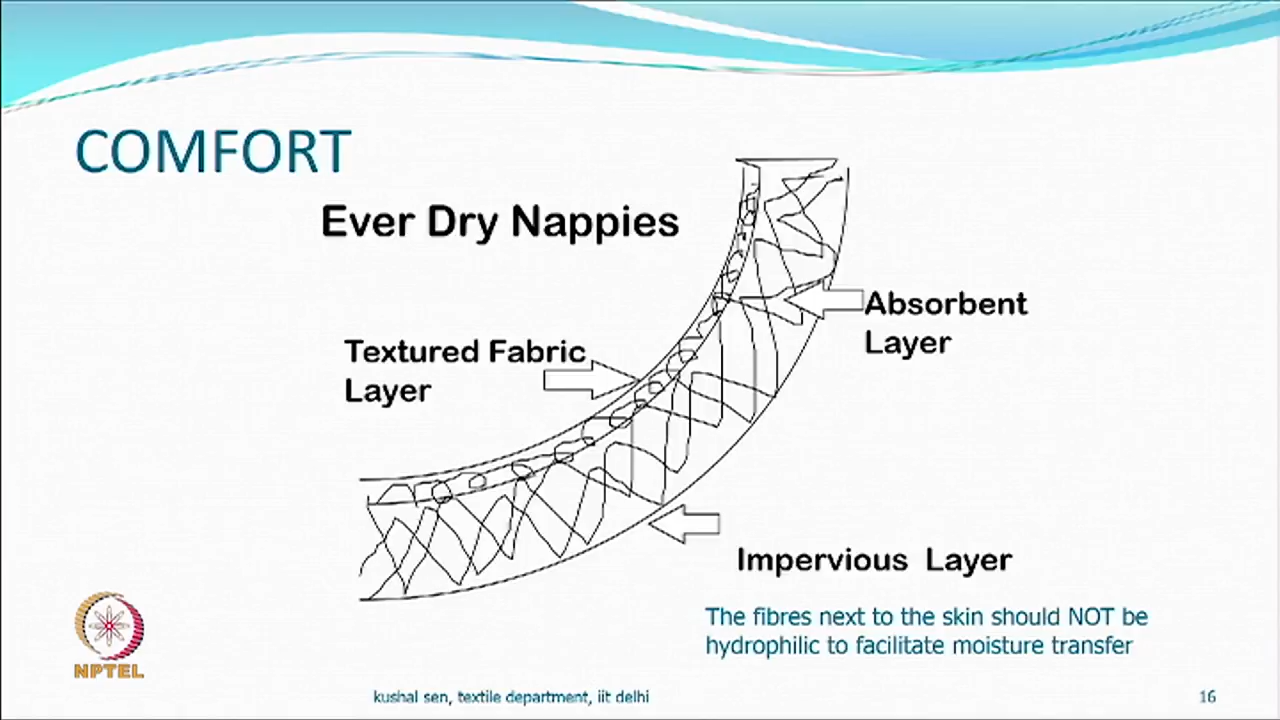 COMFORT
Ever Dry Nappies
Absorbent
Layer
Textured Fabric
Layer
Impervious Layer
The fibres next to the skin should NOT be
hydrophilic to facilitate moisture transfer
NPTEL
kushal sen, textile department, iit delhi
16